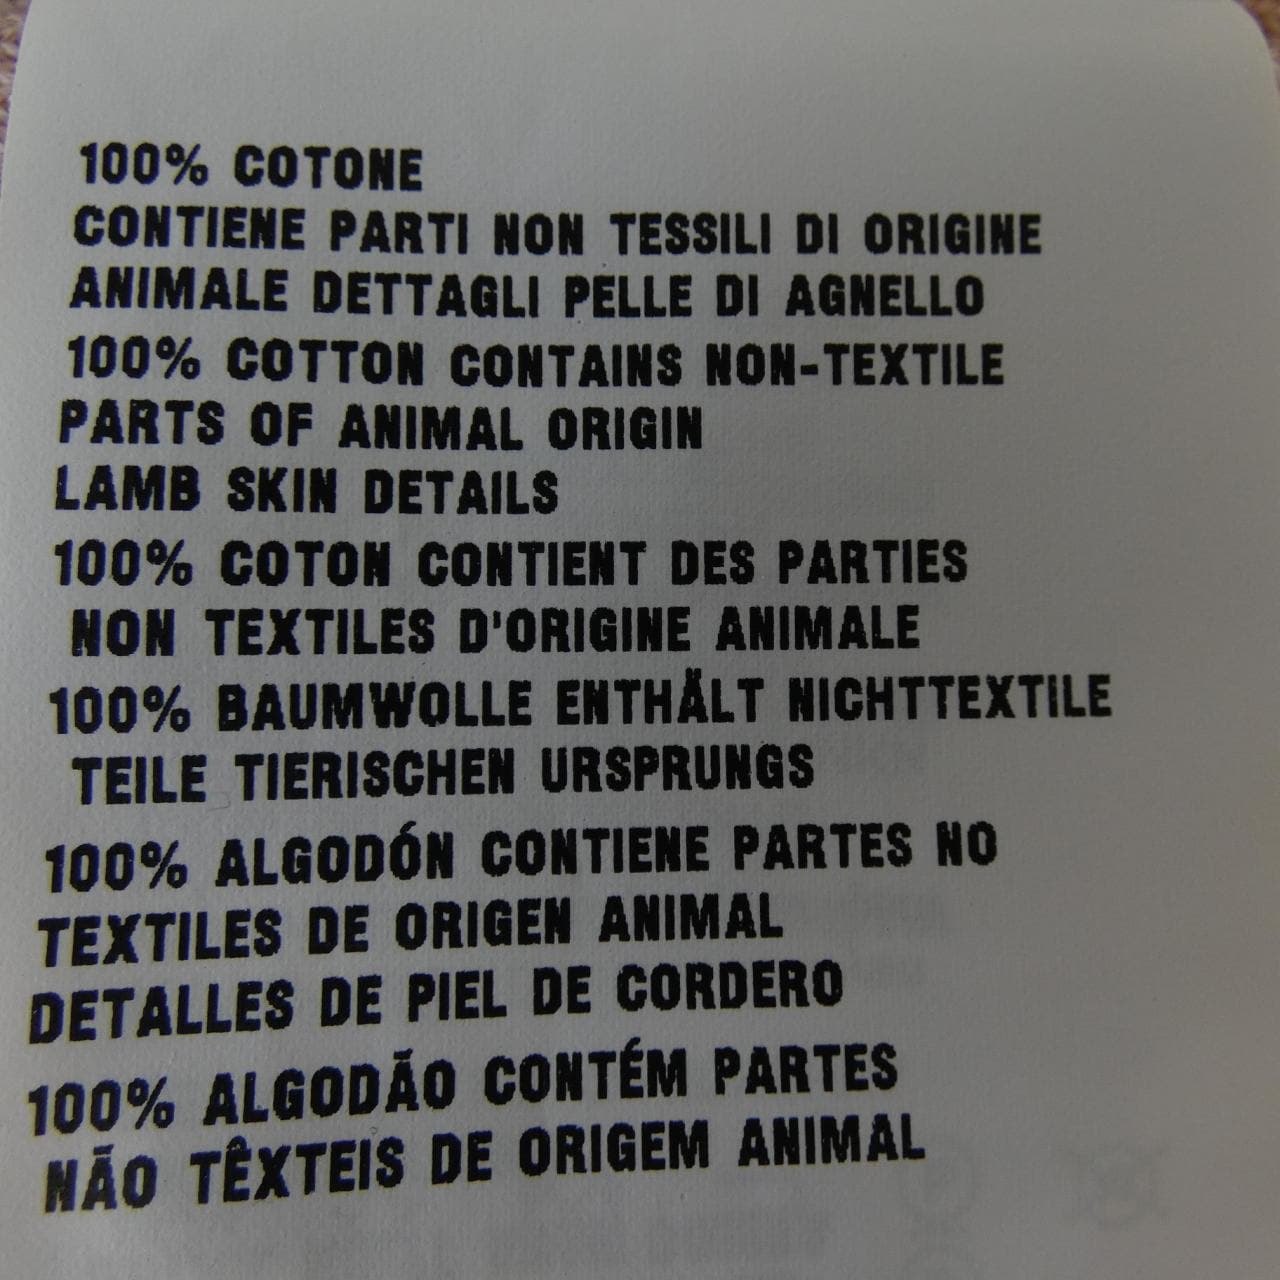 100% COTONE
CONTIENE PARTI NON TESSILI DI ORIGINE
ANIMALE DETTAGLI PELLE DI AGNELLO
100% COTTON CONTAINS NON-TEXTILE
PARTS OF ANIMAL ORIGIN
LAMB SKIN DETAILS
100% COTON CONTIENT DES PARTIES
NON TEXTILES D'ORIGINE ANIMALE
100% BAUMWOLLE ENTHÄLT NICHTTEXTILE
TEILE TIERISCHEN URSPRUNGS
100% ALGODÓN CONTIENE PARTES NO
TEXTILES DE ORIGEN ANIMAL
DETALLES DE PIEL DE CORDERO
100% ALGODÃO CONTÉM PARTES
NÃO TÊXTEIS DE ORIGEM ANIMAL